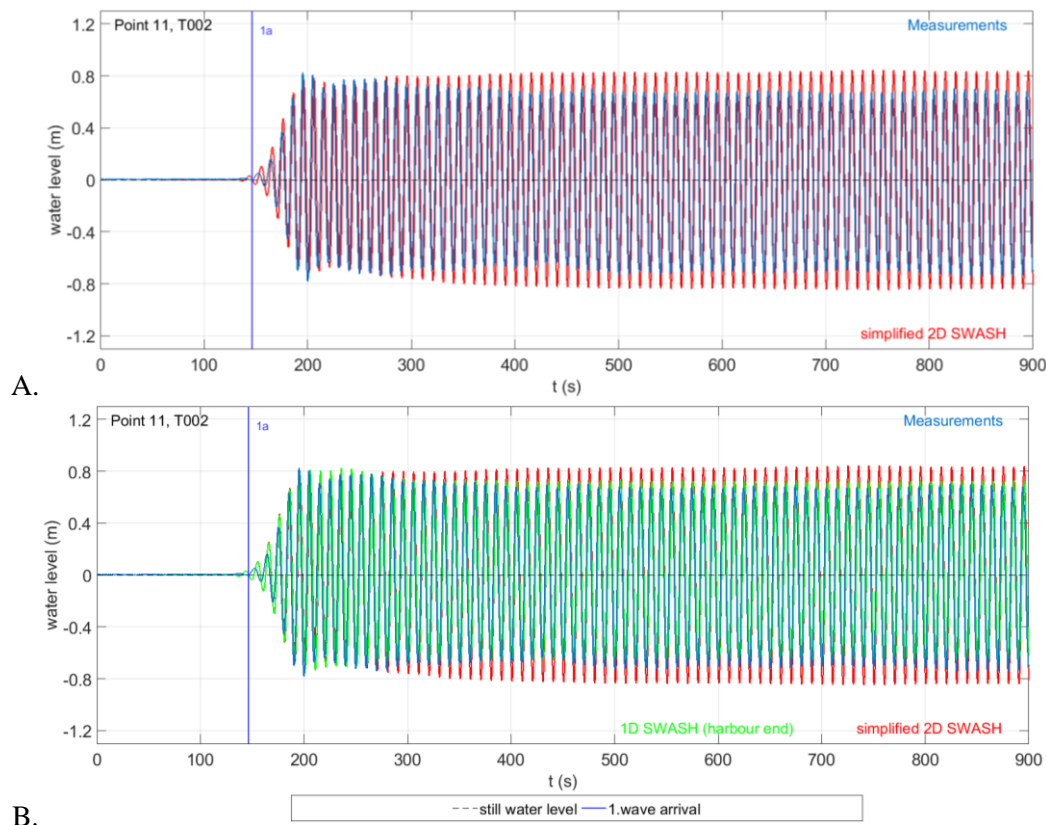 Point 11, T002
1a
Measurements
1.2
0.8
0.4
0
-0.4
-0.8
-1.2
water level (m)
simplified 2D SWASH
0 100 200 300 400 500 600 700 800 900
t (s)
A.
Point 11, T002
1a
Measurements
1.2
0.8
0.4
0
-0.4
-0.8
-1.2
water level (m)
1D SWASH (harbour end) simplified 2D SWASH
0 100 200 300 400 500 600 700 800 900
t (s)
B.
still water level 1.wave arrival